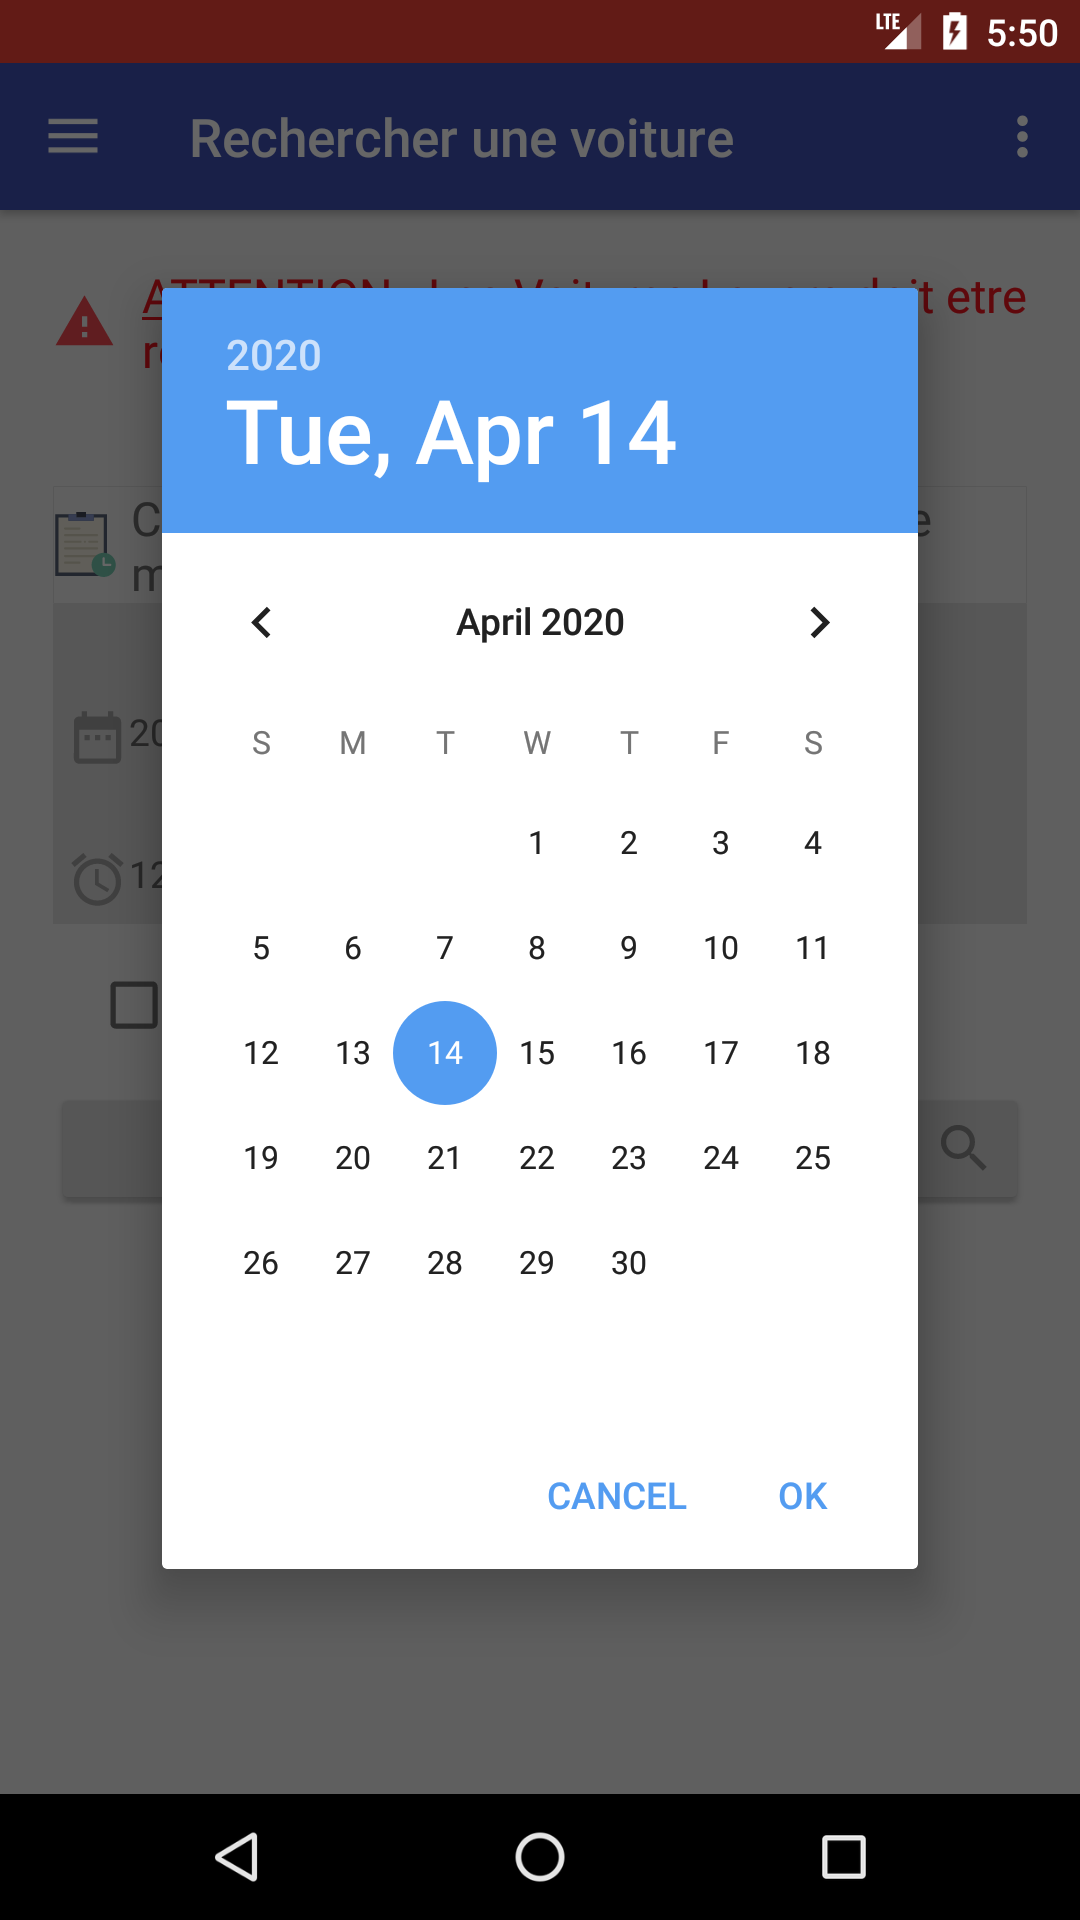 LTE 5:50
Rechercher une voiture
t etre
2020
Tue, Apr 14
April 2020
S M T W T F S
1 2 3 4
5 6 7 8 9 10 11
12 13 14 15 16 17 18
19 20 21 22 23 24 25
26 27 28 29 30
CANCEL OK